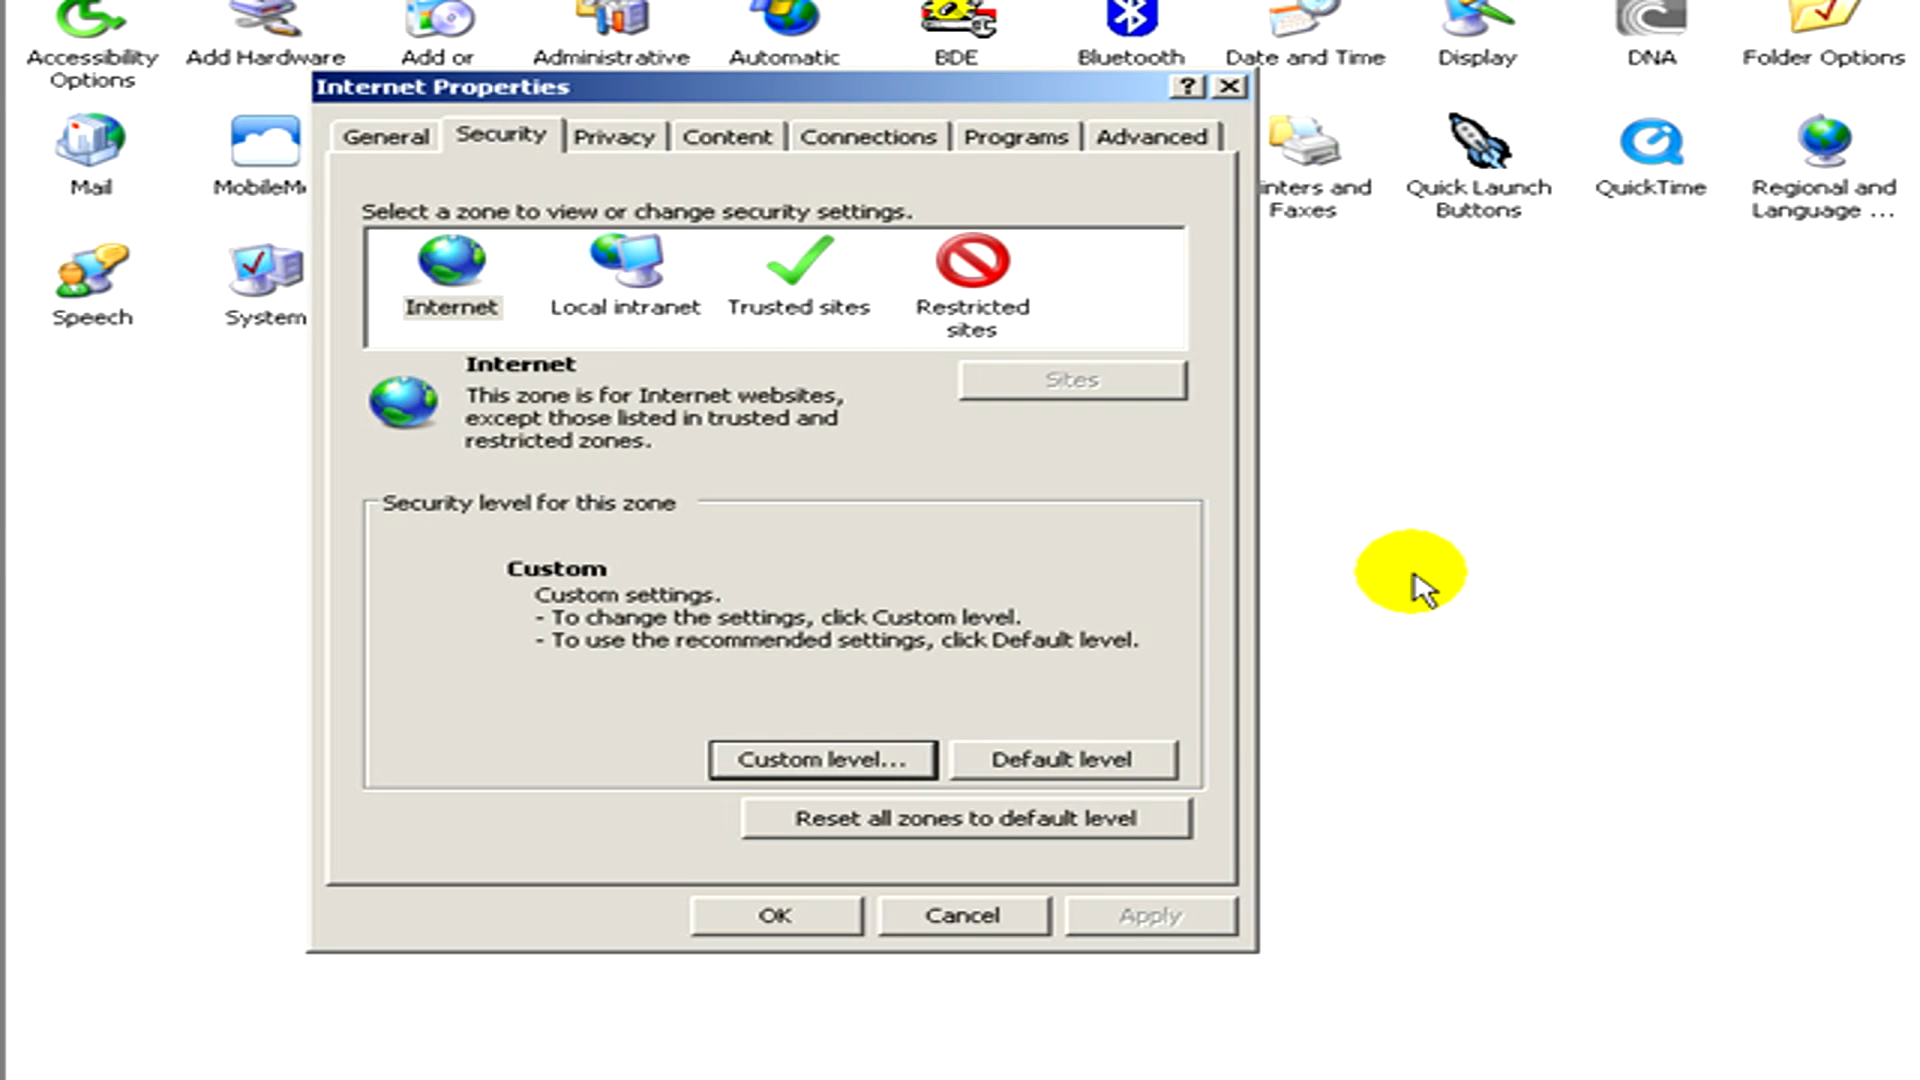 Accessibility Options
Add Hardware
Add or
Administrative
Automatic
BDE
Bluetooth
Date and Time
Display
DNA
Folder Options
Internet Properties
General
Security
Privacy
Content
Connections
Programs
Advanced
Mail
Quick Launch Buttons
QuickTime
Regional and Language ...
and
Faxes
Select a zone to view or change security settings.
Internet
Local intranet
Trusted sites
Restricted sites
Speech
System
Internet
This zone is for Internet websites,
except those listed in trusted and
restricted zones.
Sites
Security level for this zone
Custom
Custom settings.
- To change the settings, click Custom level.
- To use the recommended settings, click Default level.
Custom level...
Default level
Reset all zones to default level
OK
Cancel
Apply